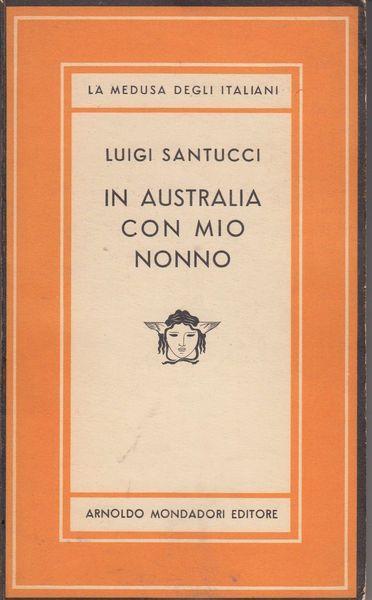 LA MEDUSA DEGLI ITALIANI
LUIGI SANTUCCI
IN AUSTRALIA
CON MIO
NONNO
ARNOLDO MONDADORI EDITORE